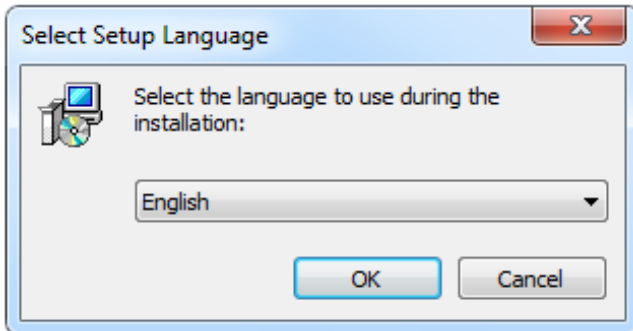 Select Setup Language
Select the language to use during the
installation:
English
OK
Cancel